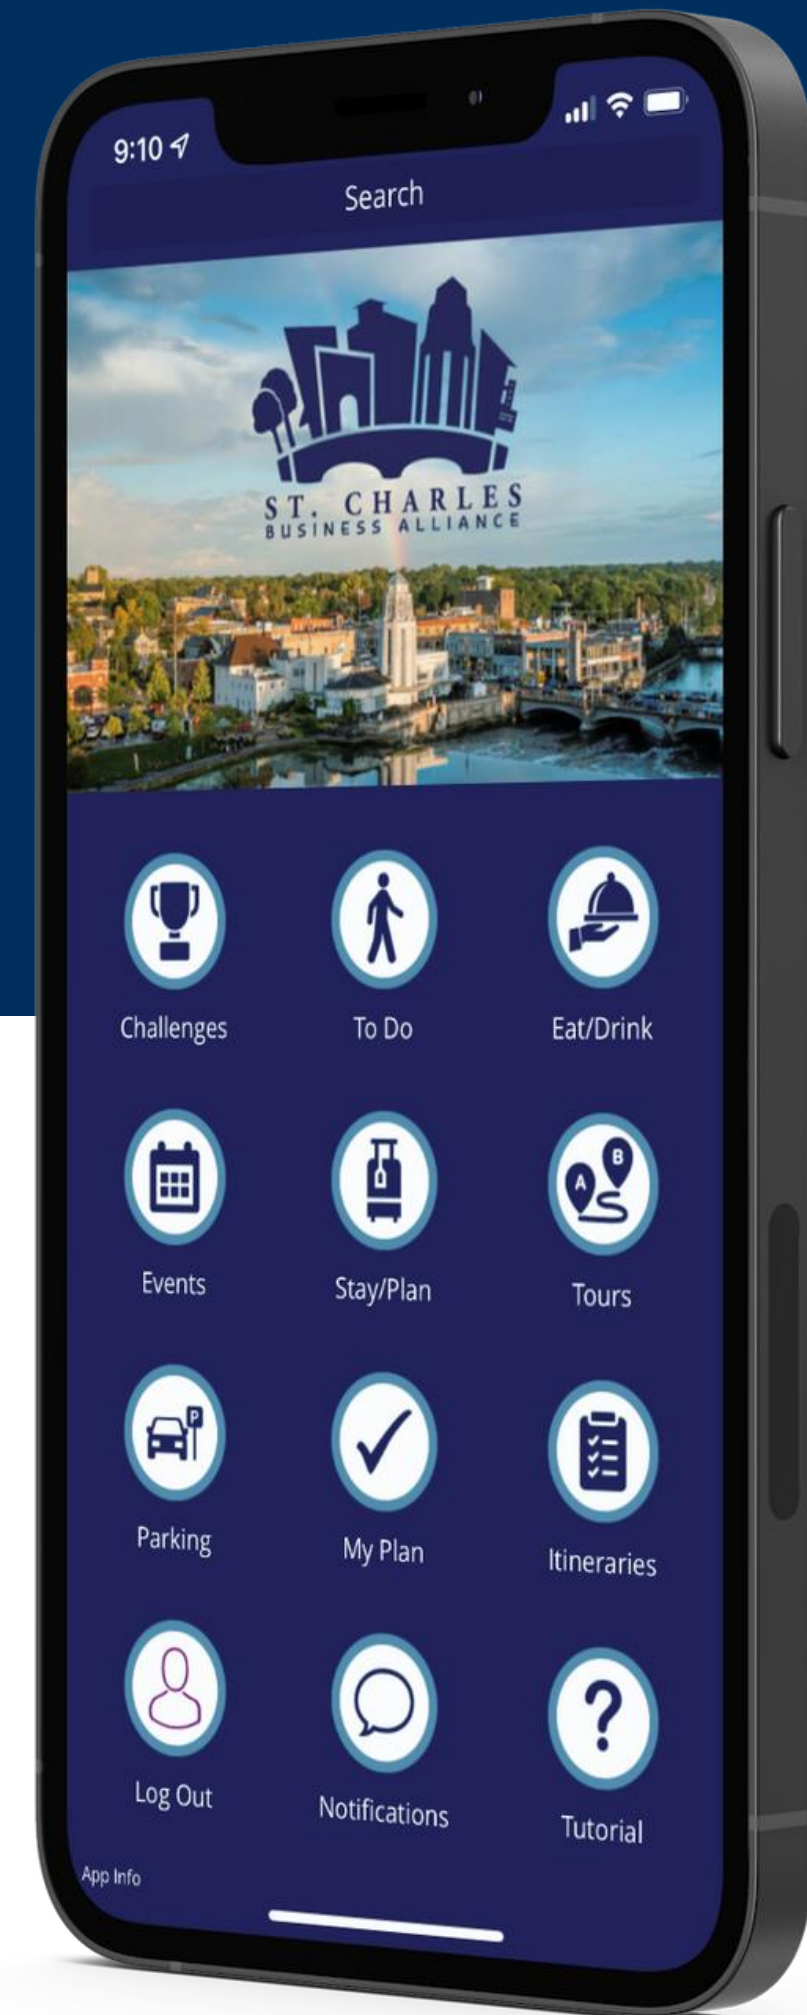 9:10
Search
ST. CHARLES
BUSINESS ALLIANCE
Challenges
To Do
Eat/Drink
Events
Stay/Plan
A
B
Tours
P
Parking
My Plan
Itineraries
Log Out
Notifications
?
Tutorial
App Info